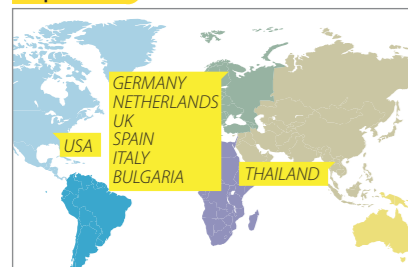 USA
GERMANY
NETHERLANDS
UK
SPAIN
ITALY
BULGARIA
THAILAND